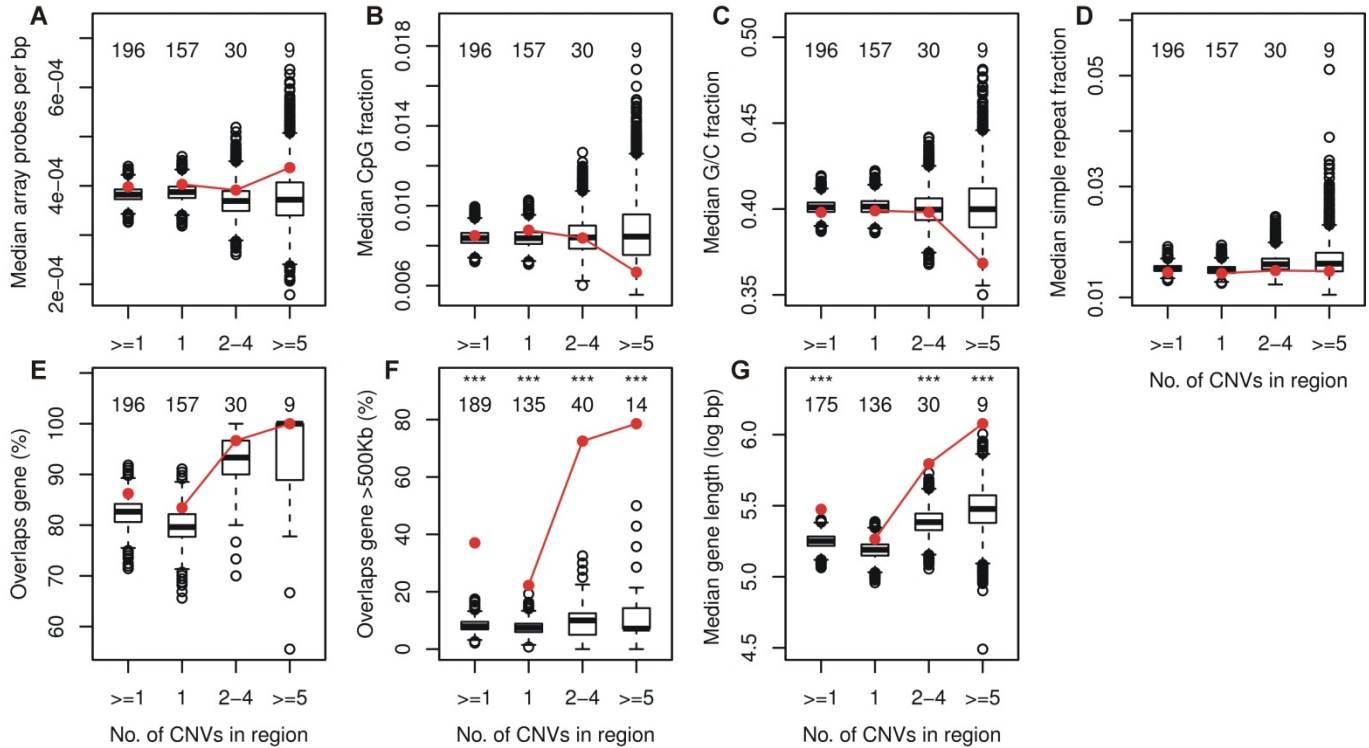 A
Median array probes per bp
2e−04 4e−04 6e−04
196 157 30 9
>=1 1 2−4 >=5
B
Median CpG fraction
0.006 0.010 0.014 0.018
196 157 30 9
>=1 1 2−4 >=5
C
Median G/C fraction
0.35 0.40 0.45 0.50
196 157 30 9
>=1 1 2−4 >=5
D
Median simple repeat fraction
0.01 0.03 0.05
196 157 30 9
>=1 1 2−4 >=5
No. of CNVs in region
E
Overlaps gene (%)
60 70 80 90 100
196 157 30 9
>=1 1 2−4 >=5
No. of CNVs in region
F
Overlaps gene >500Kb (%)
0 20 40 60 80
*** *** *** ***
189 135 40 14
>=1 1 2−4 >=5
No. of CNVs in region
G
Median gene length (log bp)
4.5 5.0 5.5 6.0
*** *** ***
175 136 30 9
>=1 1 2−4 >=5
No. of CNVs in region